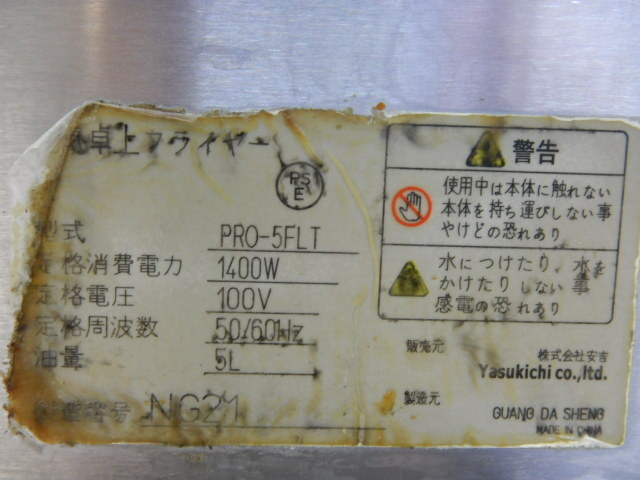 卓上フライヤー
PSE
型式 PRO-5FLT
定格消費電力 1400W
定格電圧 100V
定格周波数 50/60Hz
油量 5L
番号 NG21
警告
使用中は本体に触れない
本体を持ち運びしない事
やけどの恐れあり
水につけたり、水を
かけたりしない事
感電の恐れあり
販売元
株式会社安吉
Yasukichi co.,ltd.
製造元
GUANG DA SHENG
MADE IN CHINA